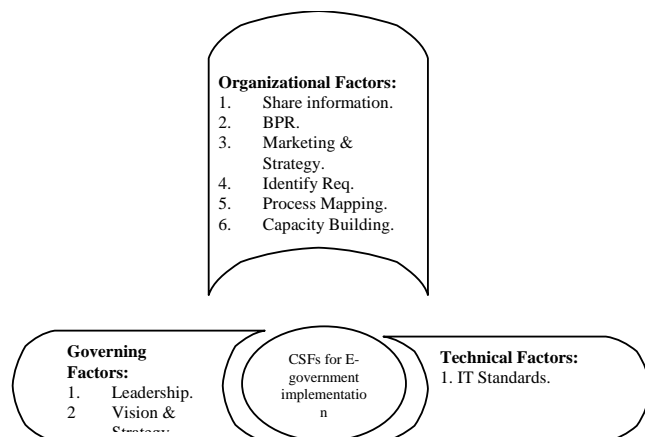 Organizational Factors:
1. Share information.
2. BPR.
3. Marketing &
Strategy.
4 Identify Req.
5 Process Mapping.
6. Capacity Building.
Governing
Factors:
1. Leadership.
2 Vision &
Strategy
CSFs for E-
government
implementatio
n
Technical Factors:
1. IT Standards.